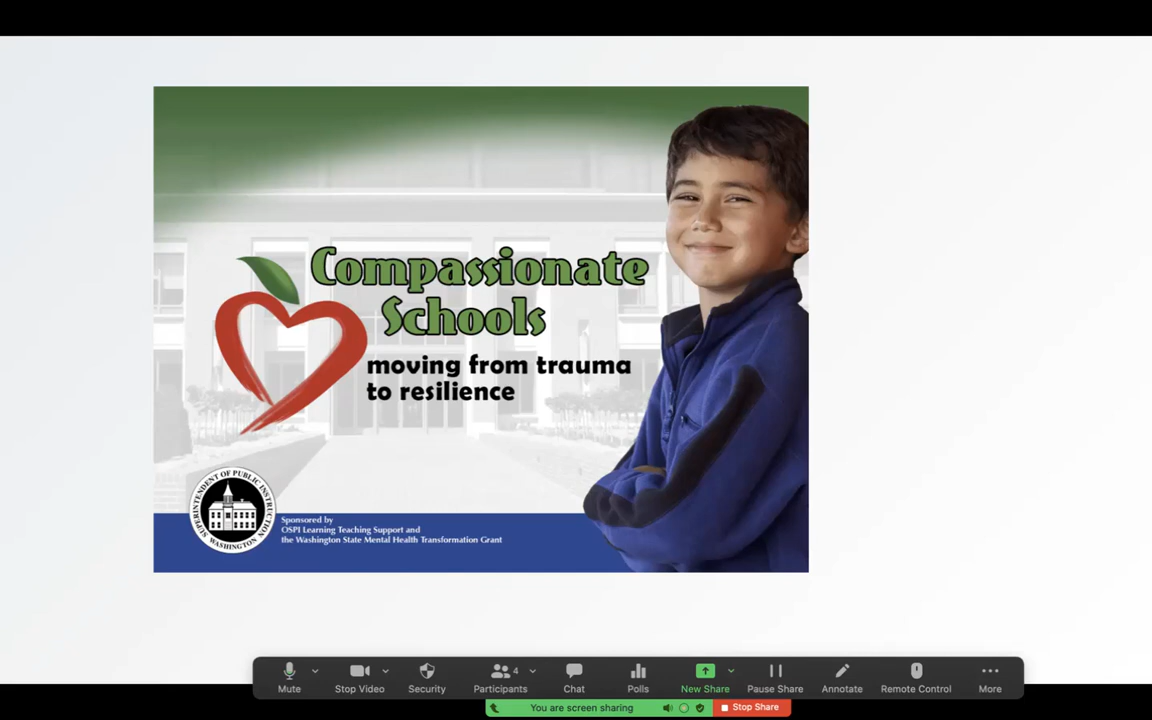 Compassionate
Schools
moving from trauma
to resilience
SUPERINTENDENT OF PUBLIC INSTRUCTION
WASHINGTON
Sponsored by
OSPI Learning Teaching Support and
the Washington State Mental Health Transformation Grant
4
Mute
Stop Video
Security
Participants
Chat
Polls
New Share
Pause Share
Annotate
Remote Control
More
You are screen sharing
Stop Share